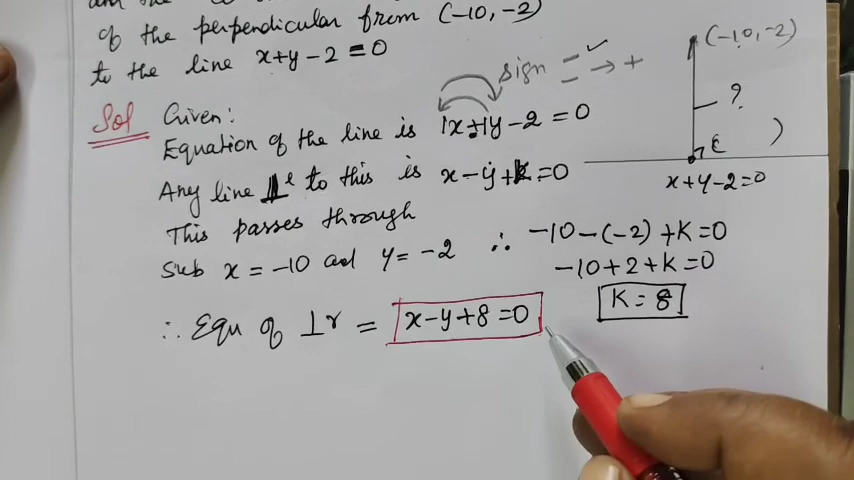 of the perpendicular from (-10, -2)
to the line x+y-2=0
Sol Given:
sign
Equation of the line is 1x+1y-2=0
Any line ⊥r to this is x-y+k=0
This passes through
Sub x = -10 and y = -2 ∴ -10-(-2)+K=0
-10+2+K=0
K = 8
∴ Equ of ⊥r = x-y+8=0
(-10, -2)
?
x+y-2=0